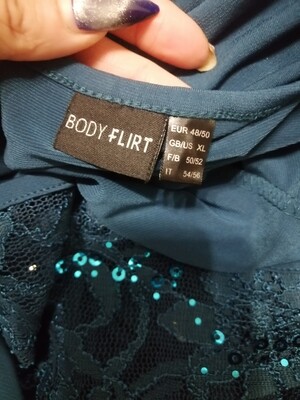 BODY FLIRT
EUR 48/50
GB/US XL
F/B 50/52
IT 54/56